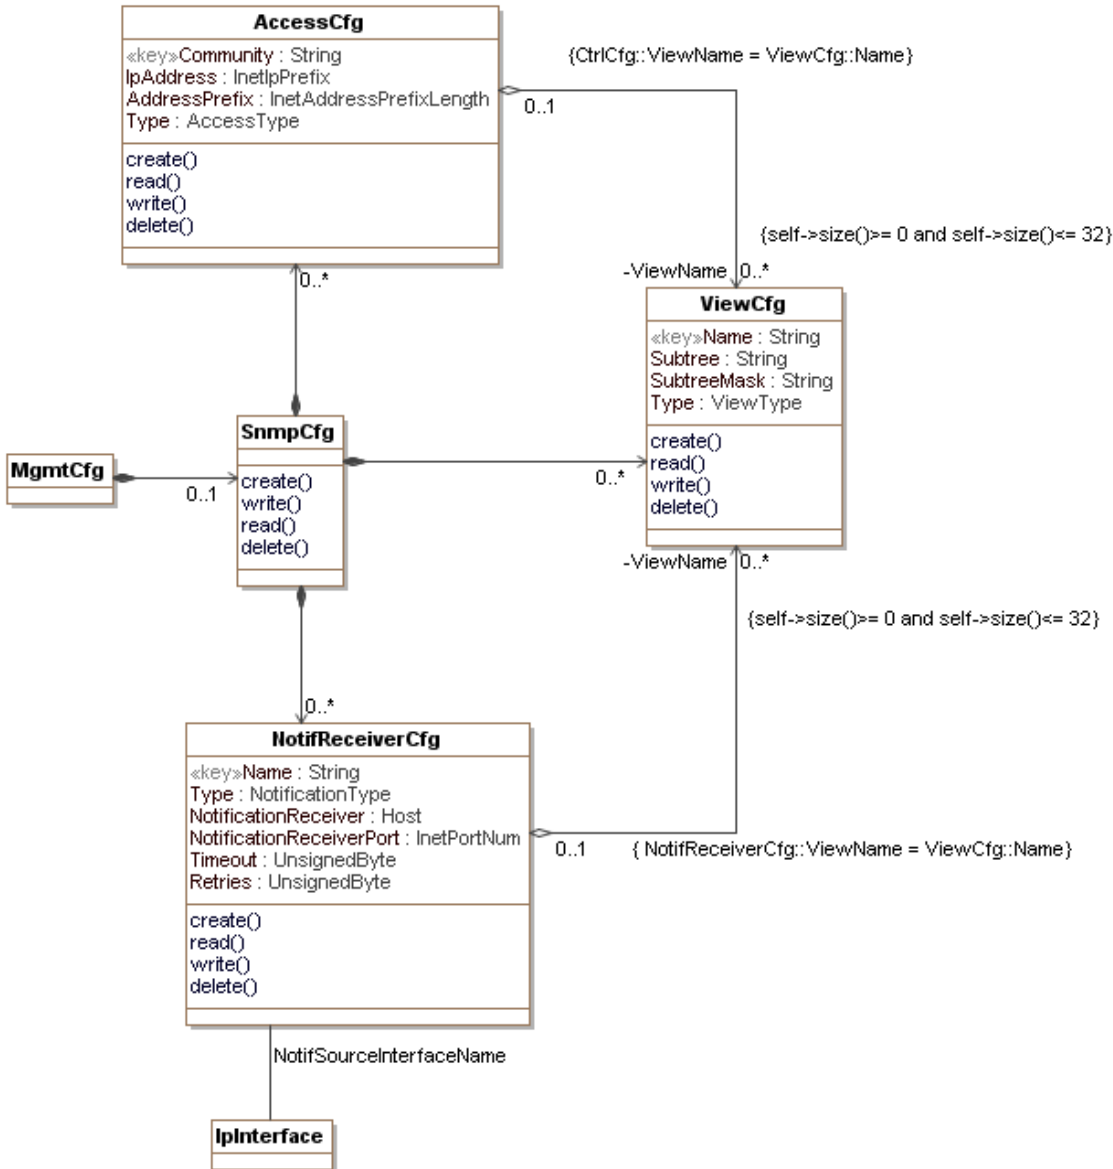 AccessCfg
«key»Community : String
IpAddress : InetIpPrefix
AddressPrefix : InetAddressPrefixLength
Type : AccessType
create()
read()
write()
delete()
{CtrlCfg::ViewName = ViewCfg::Name}
0..1
{self->size()>= 0 and self->size()<= 32}
-ViewName
0..*
0..*
ViewCfg
«key»Name : String
Subtree : String
SubtreeMask : String
Type : ViewType
create()
read()
write()
delete()
SnmpCfg
create()
write()
read()
delete()
MgmtCfg
0..1
0..*
-ViewName
0..*
{self->size()>= 0 and self->size()<= 32}
0..*
NotifReceiverCfg
«key»Name : String
Type : NotificationType
NotificationReceiver : Host
NotificationReceiverPort : InetPortNum
Timeout : UnsignedByte
Retries : UnsignedByte
create()
read()
write()
delete()
0..1
{ NotifReceiverCfg::ViewName = ViewCfg::Name}
NotifSourceInterfaceName
IpInterface